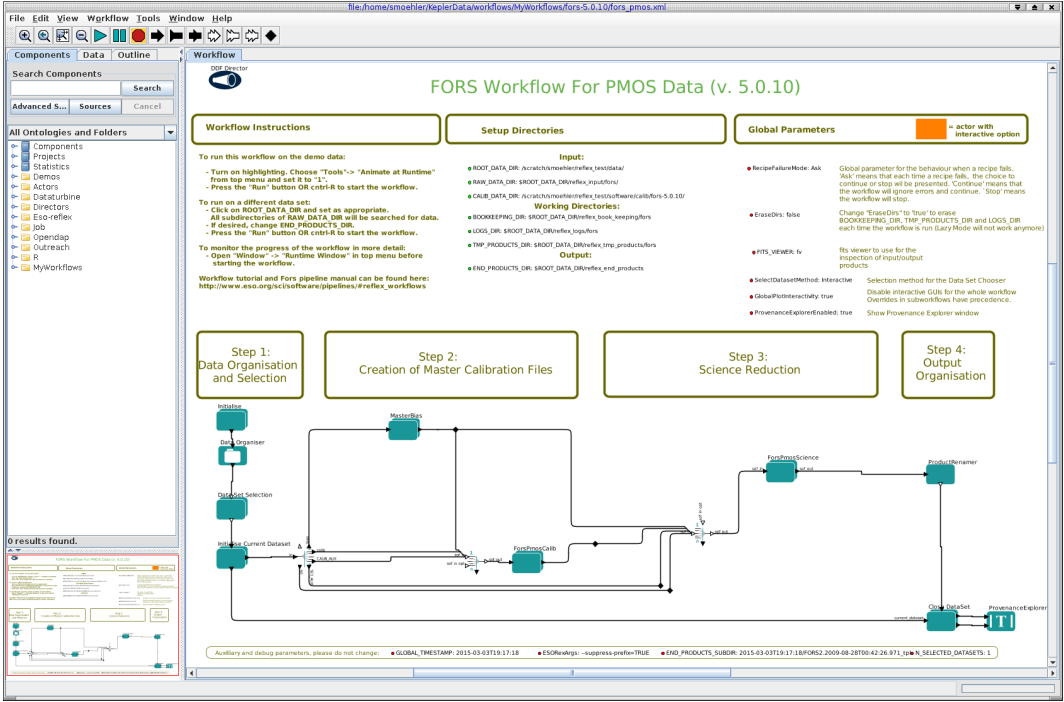 file:/home/smoehler/KeplerData/workflows/MyWorkflows/fors-5.0.10/fors_pmos.xml
File Edit View Workflow Tools Window Help
Components Data Outline
Workflow
Search Components
Search
Advanced S... Sources Cancel
All Ontologies and Folders
Components
Projects
Statistics
Demos
Actors
Dataturbine
Directors
Eso-reflex
Job
Opendap
Outreach
R
MyWorkflows
0 results found.
DDF Director
FORS Workflow For PMOS Data (v. 5.0.10)
Workflow Instructions
Setup Directories
Global Parameters
= actor with
interactive option
To run this workflow on the demo data:
- Turn on highlighting. Choose "Tools"-> "Animate at Runtime"
from top menu and set it to "1".
- Press the "Run" button OR cntrl-R to start the workflow.
To run on a different data set:
- Click on ROOT_DATA_DIR and set as appropriate.
All subdirectories of RAW_DATA_DIR will be searched for data.
- If desired, change END_PRODUCTS_DIR.
- Press the "Run" button OR cntrl-R to start the workflow.
To monitor the progress of the workflow in more detail:
- Open "Window" -> "Runtime Window" in top menu before
starting the workflow.
Workflow tutorial and Fors pipeline manual can be found here:
http://www.eso.org/sci/software/pipelines/#reflex_workflows
Input:
ROOT_DATA_DIR: /scratch/smoehler/reflex_test/data/
RAW_DATA_DIR: $ROOT_DATA_DIR/reflex_input/fors/
CALIB_DATA_DIR: /scratch/smoehler/reflex_test/software/calib/fors-5.0.10/
Working Directories:
BOOKKEEPING_DIR: $ROOT_DATA_DIR/reflex_book_keeping/fors
LOGS_DIR: $ROOT_DATA_DIR/reflex_logs/fors
TMP_PRODUCTS_DIR: $ROOT_DATA_DIR/reflex_tmp_products/fors
Output:
END_PRODUCTS_DIR: $ROOT_DATA_DIR/reflex_end_products
RecipeFailureMode: Ask
Global parameter for the behaviour when a recipe fails.
'Ask' means that each time a recipe fails, the choice to
continue or stop wil be presented. 'Continue' means that
the workflow will ignore errors and continue. 'Stop' means
the workflow will stop.
EraseDirs: false
Change "EraseDirs" to 'true' to erase
BOOKKEEPING_DIR, TMP_PRODUCTS_DIR and LOGS_DIR
each time the workflow is run (Lazy Mode will not work anymore)
FITS_VIEWER: fv
fits viewer to use for the
inspection of input/output
products
SelectDatasetMethod: Interactive
Selection method for the Data Set Chooser
GlobalPlotInteractivity: true
Disable interactive GUIs for the whole workflow
Overrides in subworkflows have precedence.
ProvenanceExplorerEnabled: true
Show Provenance Explorer window
Step 1:
Data Organisation
and Selection
Step 2:
Creation of Master Calibration Files
Step 3:
Science Reduction
Step 4:
Output
Organisation
Initialise
Data Organiser
DataSet Selection
Initialise Current Dataset
MasterBias
CALIB_AUX
ForsPmosCalib
ForsPmosScience
ProductRenamer
Close DataSet
current_dataset
ProvenanceExplorer
Auxiliary and debug parameters, please do not change:
GLOBAL_TIMESTAMP: 2015-03-03T19:17:18
ESORexArgs: --suppress-prefix=TRUE
END_PRODUCTS_SUBDIR: 2015-03-03T19:17:18/FORS2.2009-08-28T00:42:26.971_tpl
N_SELECTED_DATASETS: 1